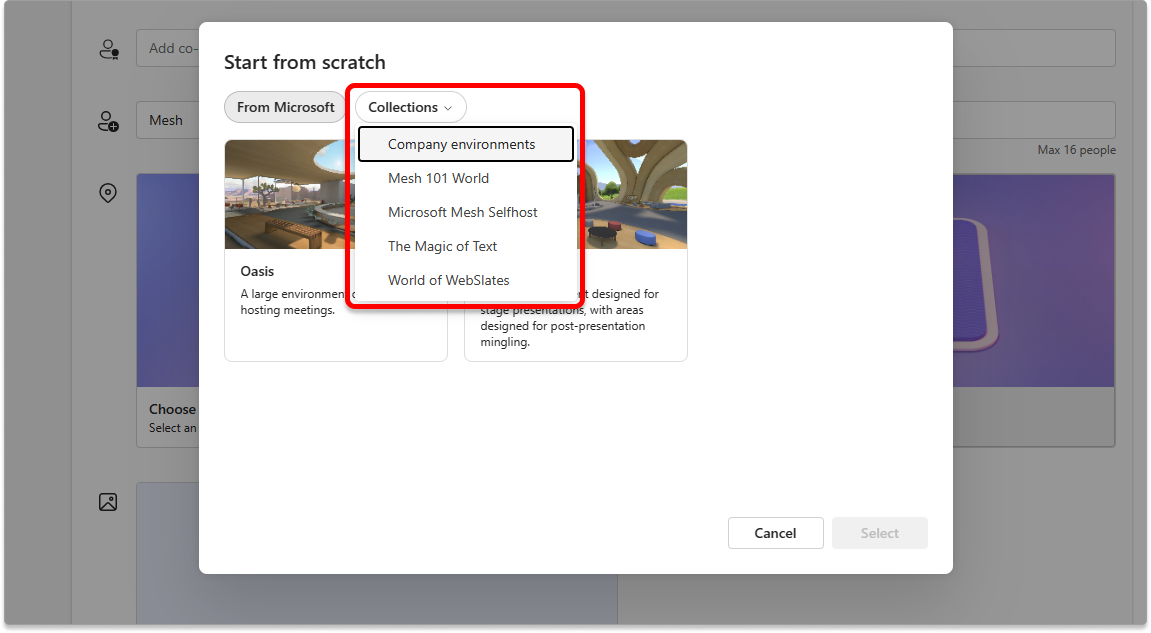 Add co-
Start from scratch
From Microsoft
Collections
Mesh
Company environments
Max 16 people
Mesh 101 World
Microsoft Mesh Selfhost
The Magic of Text
World of WebSlates
Oasis
A large environment
hosting meetings.
designed for
stage presentations, with areas
designed for post-presentation
mingling.
Choose
Select an
Cancel
Select